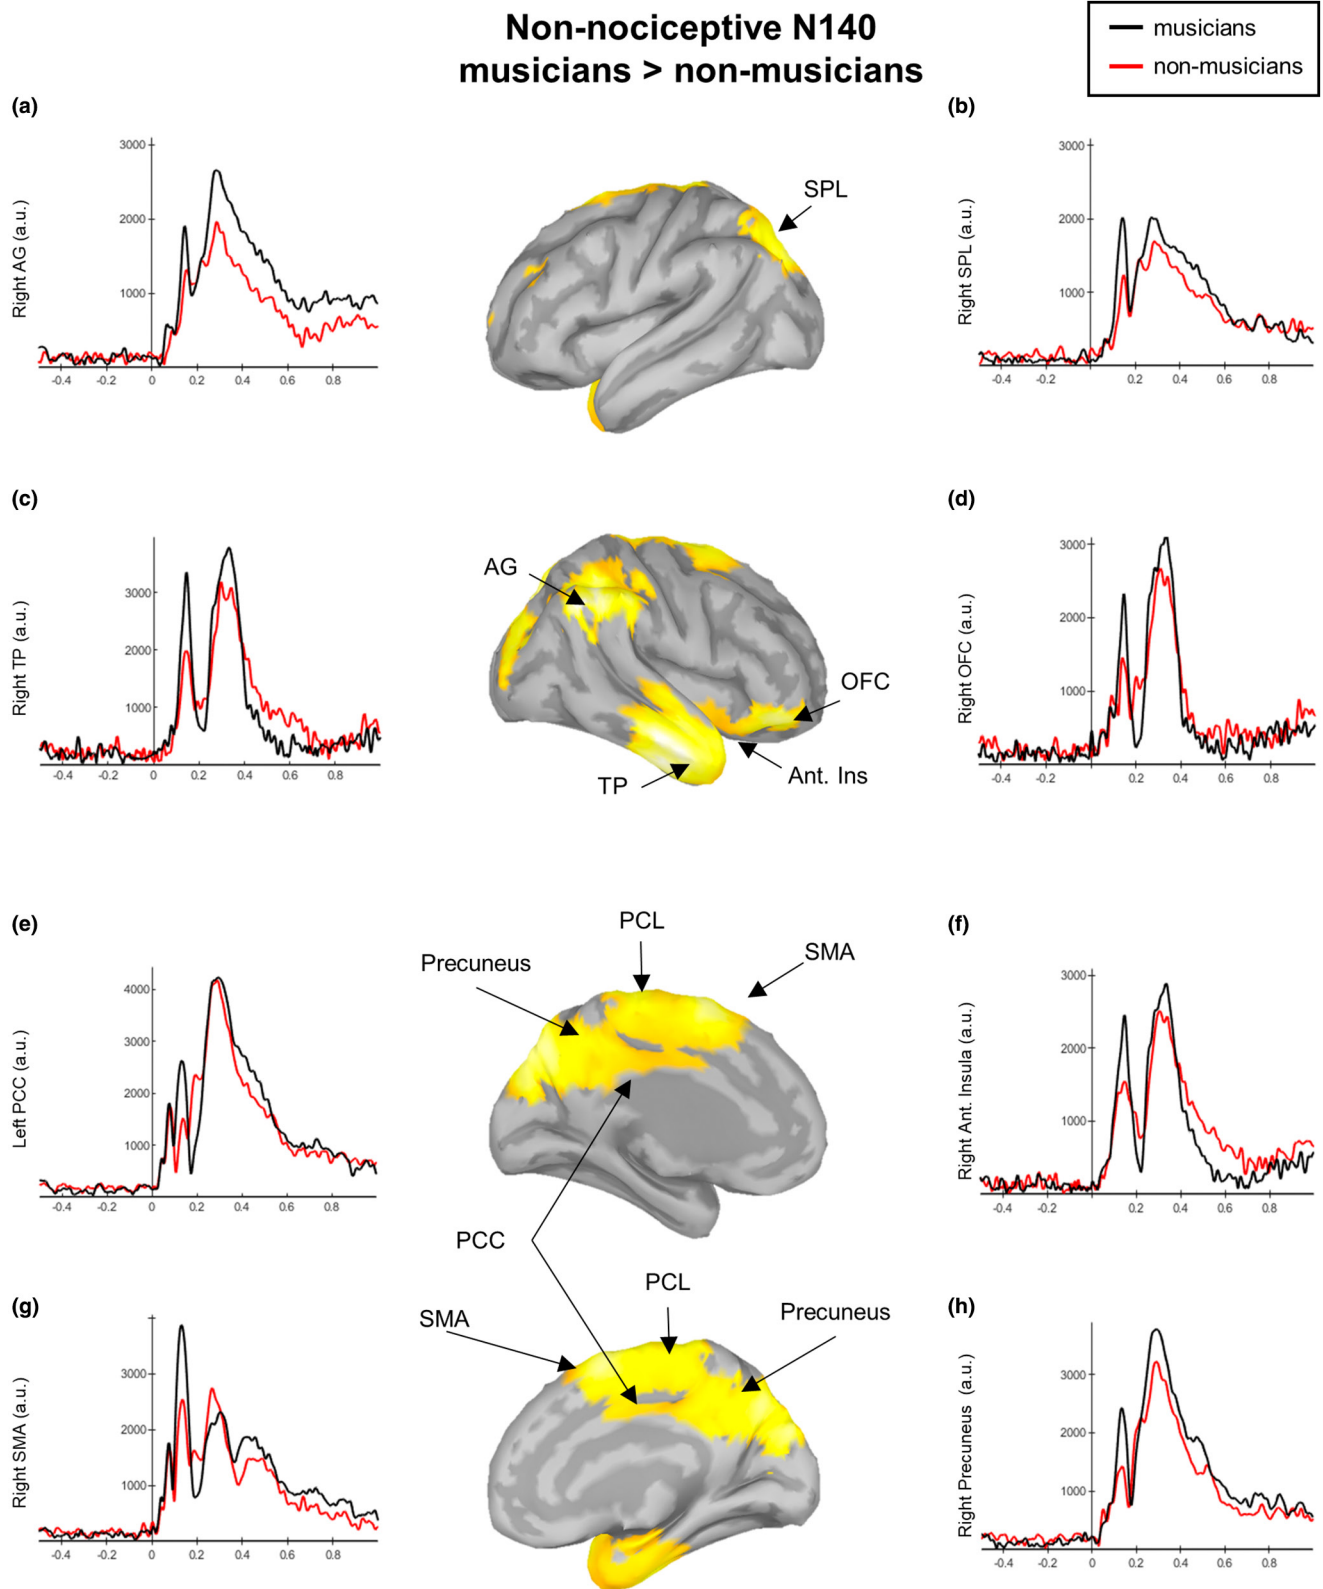 Non-nociceptive N140
musicians > non-musicians
musicians
non-musicians
(a)
Right AG (a.u.)
3000
2000
1000
-0.4 -0.2 0 0.2 0.4 0.6 0.8
SPL
(b)
Right SPL (a.u.)
3000
2000
1000
-0.4 -0.2 0.2 0.4 0.6 0.8
(c)
Right TP (a.u.)
3000
2000
1000
-0.4 -0.2 0 0.2 0.4 0.6 0.8
AG
OFC
TP
Ant. Ins
(d)
Right OFC (a.u.)
3000
2000
1000
-0.4 -0.2 0.2 0.4 0.6 0.8
(e)
Left PCC (a.u.)
4000
3000
2000
1000
-0.4 -0.2 0 0.2 0.4 0.6 0.8
PCL
Precuneus
SMA
(f)
Right Ant. Insula (a.u.)
3000
2000
1000
-0.4 -0.2 0.2 0.4 0.6 0.8
PCC
(g)
Right SMA (a.u.)
3000
2000
1000
-0.4 -0.2 0 0.2 0.4 0.6 0.8
PCL
SMA
Precuneus
(h)
Right Precuneus (a.u.)
3000
2000
1000
-0.4 -0.2 0 0.2 0.4 0.6 0.8